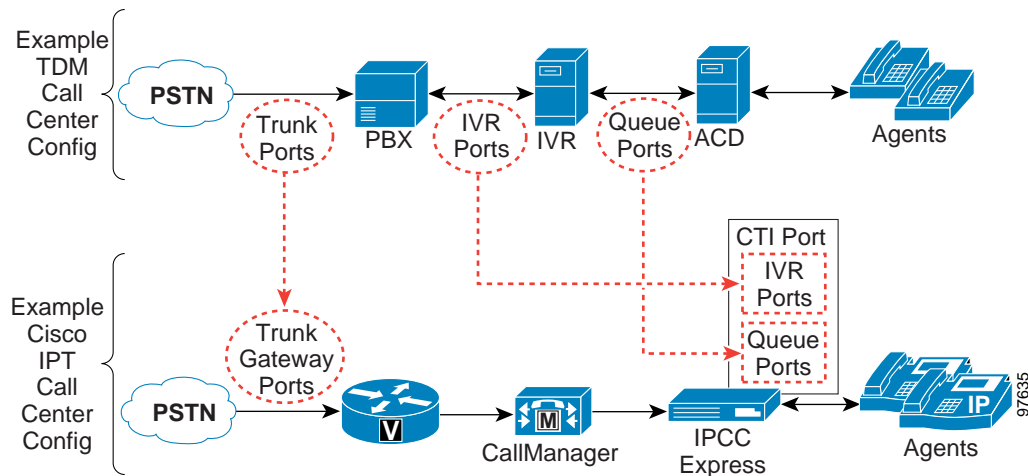 Example
TDM
Call
Center
Config
PSTN
Trunk
Ports
PBX
IVR
Ports
IVR
Queue
Ports
ACD
Agents
CTI Port
IVR
Ports
Queue
Ports
Example
Cisco
IPT
Call
Center
Config
Trunk
Gateway
Ports
PSTN
V
M
CallManager
IPCC
Express
IP
Agents
97635